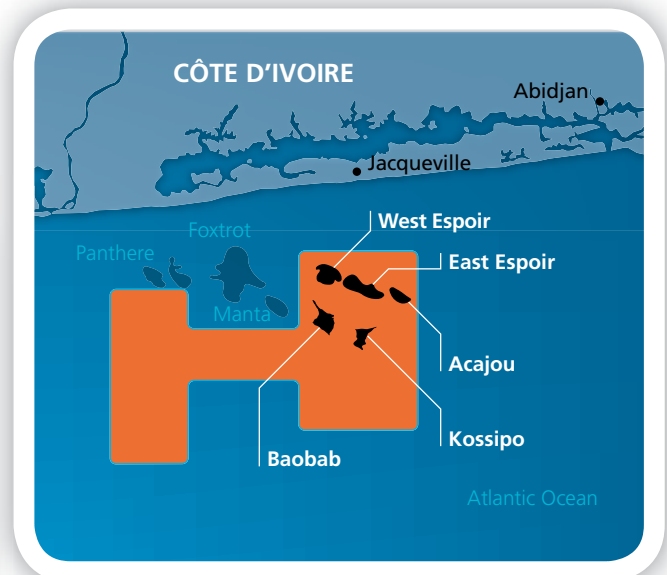 CÔTE D'IVOIRE
Abidjan
Jacqueville
West Espoir
Foxtrot
Panthere
East Espoir
Manta
Acajou
Kossipo
Baobab
Atlantic Ocean